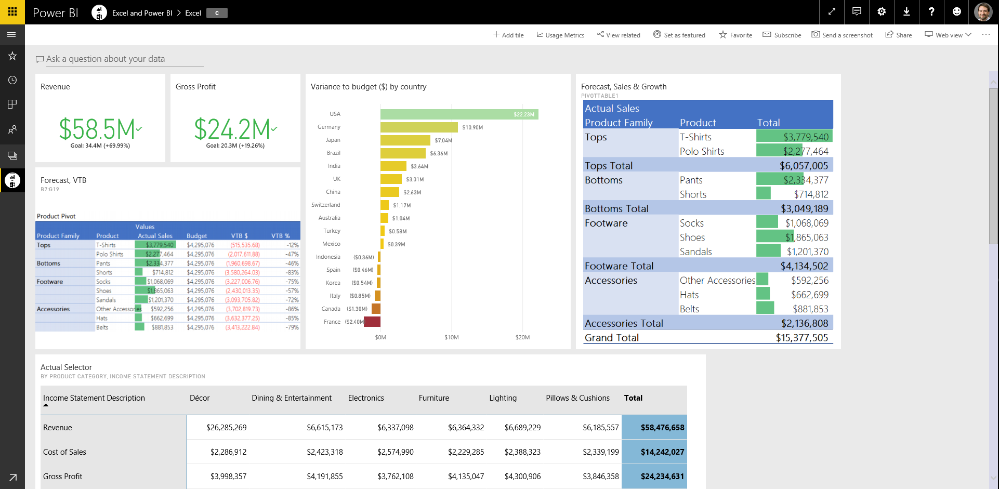 Power BI
Excel and Power BI > Excel C
Add tile Usage Metrics View related Set as featured Favorite Subscribe Send a screenshot Share Web view ...
Ask a question about your data
Revenue
$58.5M
Goal: 34.4M (+69.99%)
Gross Profit
$24.2M
Goal: 20.3M (+19.26%)
Forecast, VTB
B7:G19
Product Pivot
Values
Product Family Product Actual Sales Budget VTB $ VTB %
Tops T-Shirts $3,779,540 $4,295,076 (515,535.68) -12%
Polo Shirts $2,277,464 $4,295,076 (2,017,611.88) -47%
Bottoms Pants $2,334,377 $4,295,076 (1,960,698.67) -46%
Shorts $714,812 $4,295,076 (3,580,264.03) -83%
Footware Socks $1,068,069 $4,295,076 (3,227,006.76) -75%
Shoes $1,865,063 $4,295,076 (2,430,013.35) -57%
Sandals $1,201,370 $4,295,076 (3,093,705.82) -72%
Accessories Other Accessories $592,256 $4,295,076 (3,702,819.73) -86%
Hats $662,699 $4,295,076 (3,632,377.25) -85%
Belts $881,853 $4,295,076 (3,413,222.84) -79%
Variance to budget ($) by country
USA $22.23M
Germany $10.90M
Japan $7.04M
Brazil $6.36M
India $3.64M
UK $3.01M
China $2.63M
Switzerland $1.17M
Australia $1.04M
Turkey $0.58M
Mexico $0.39M
Indonesia ($0.36M)
Spain ($0.46M)
Korea ($0.54M)
Italy ($0.85M)
Canada ($1.30M)
France ($2.40M)
$0M $10M $20M
Forecast, Sales & Growth
PIVOTTABLE1
Actual Sales
Product Family Product Total
Tops T-Shirts $3,779,540
Polo Shirts $2,277,464
Tops Total $6,057,005
Bottoms Pants $2,334,377
Shorts $714,812
Bottoms Total $3,049,189
Footware Socks $1,068,069
Shoes $1,865,063
Sandals $1,201,370
Footware Total $4,134,502
Accessories Other Accessories $592,256
Hats $662,699
Belts $881,853
Accessories Total $2,136,808
Grand Total $15,377,505
Actual Selector
BY PRODUCT CATEGORY, INCOME STATEMENT DESCRIPTION
Income Statement Description Décor Dining & Entertainment Electronics Furniture Lighting Pillows & Cushions Total
Revenue $26,285,269 $6,615,173 $6,337,098 $6,364,332 $6,689,229 $6,185,557 $58,476,658
Cost of Sales $2,286,912 $2,423,318 $2,574,990 $2,229,285 $2,388,323 $2,339,199 $14,242,027
Gross Profit $3,998,357 $4,191,855 $3,762,108 $4,135,047 $4,300,906 $3,846,358 $24,234,631